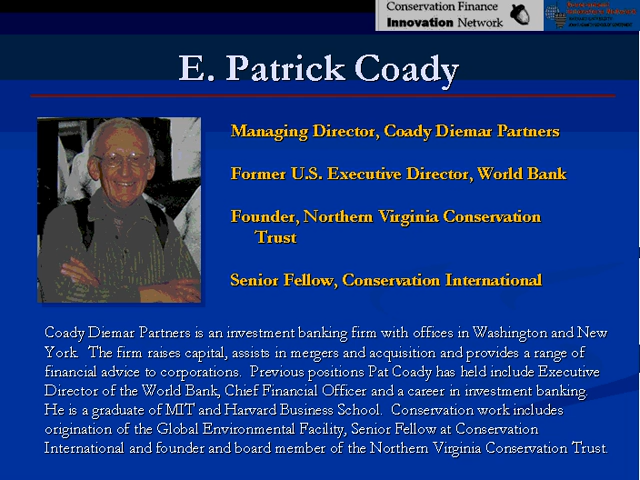 Conservation Finance
Innovation Network
E. Patrick Coady
Managing Director, Coady Diemar Partners
Former U.S. Executive Director, World Bank
Founder, Northern Virginia Conservation
Trust
Senior Fellow, Conservation International
Coady Diemar Partners is an investment banking firm with offices in Washington and New
York. The firm raises capital, assists in mergers and acquisition and provides a range of
financial advice to corporations. Previous positions Pat Coady has held include Executive
Director of the World Bank, Chief Financial Officer and a career in investment banking.
He is a graduate of MIT and Harvard Business School. Conservation work includes
origination of the Global Environmental Facility, Senior Fellow at Conservation
International and founder and board member of the Northern Virginia Conservation Trust.